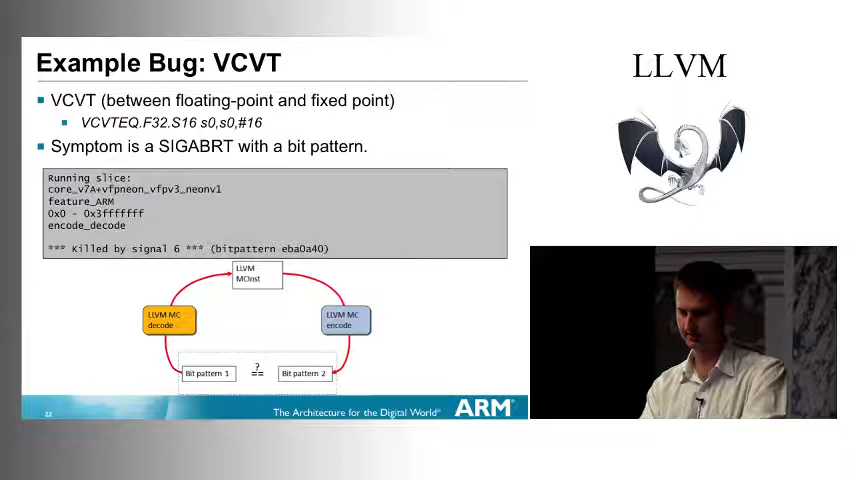 Example Bug: VCVT
VCVT (between floating-point and fixed point)
VCVTEQ.F32.S16 s0,s0,#16
Symptom is a SIGABRT with a bit pattern.
Running slice:
core_v7A+vfpneon_vfpv3_neonv1
feature_ARM
0x0 - 0x3fffffff
encode_decode
*** Killed by signal 6 *** (bitpattern eba0a40)
LLVM
MCInst
LLVM MC
decode
LLVM MC
encode
Bit pattern 1
?
==
Bit pattern 2
22
The Architecture for the Digital World®
ARM®
LLVM